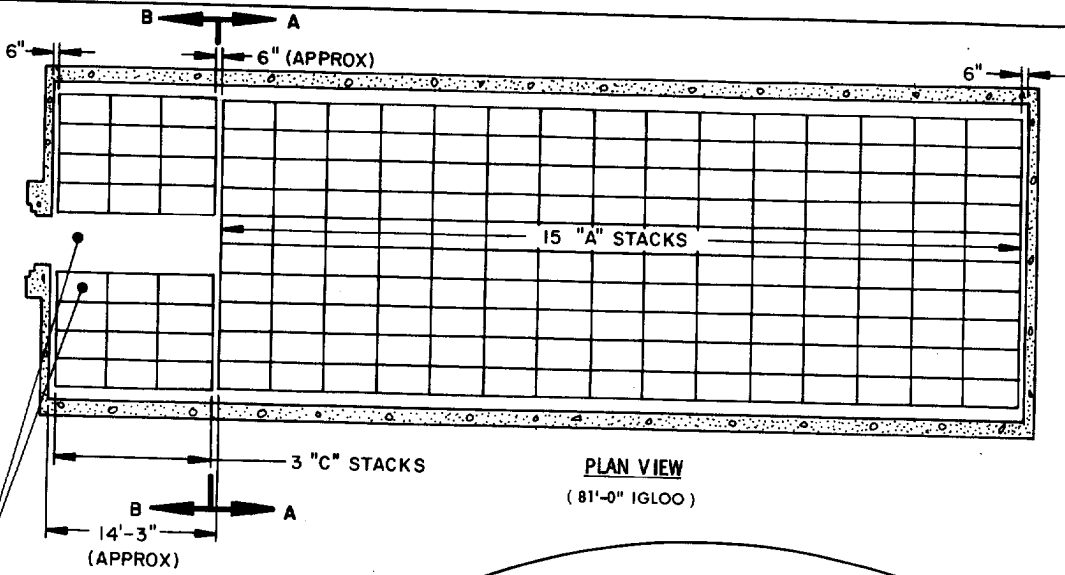 B A
6" 6" (APPROX) 6"
15 "A" STACKS
3 "C" STACKS
PLAN VIEW
(81'-0" IGLOO)
B A
14'-3"
(APPROX)